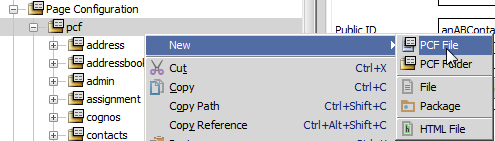 Page Configuration
pcf
address
addressboo
admin
assignment
cognos
contacts
New
Cut Ctrl+X
Copy Ctrl+C
Copy Path Ctrl+Shift+C
Copy Reference Ctrl+Alt+Shift+C
Public ID anABConta
PCF File
PCF Folder
File
Package
HTML File